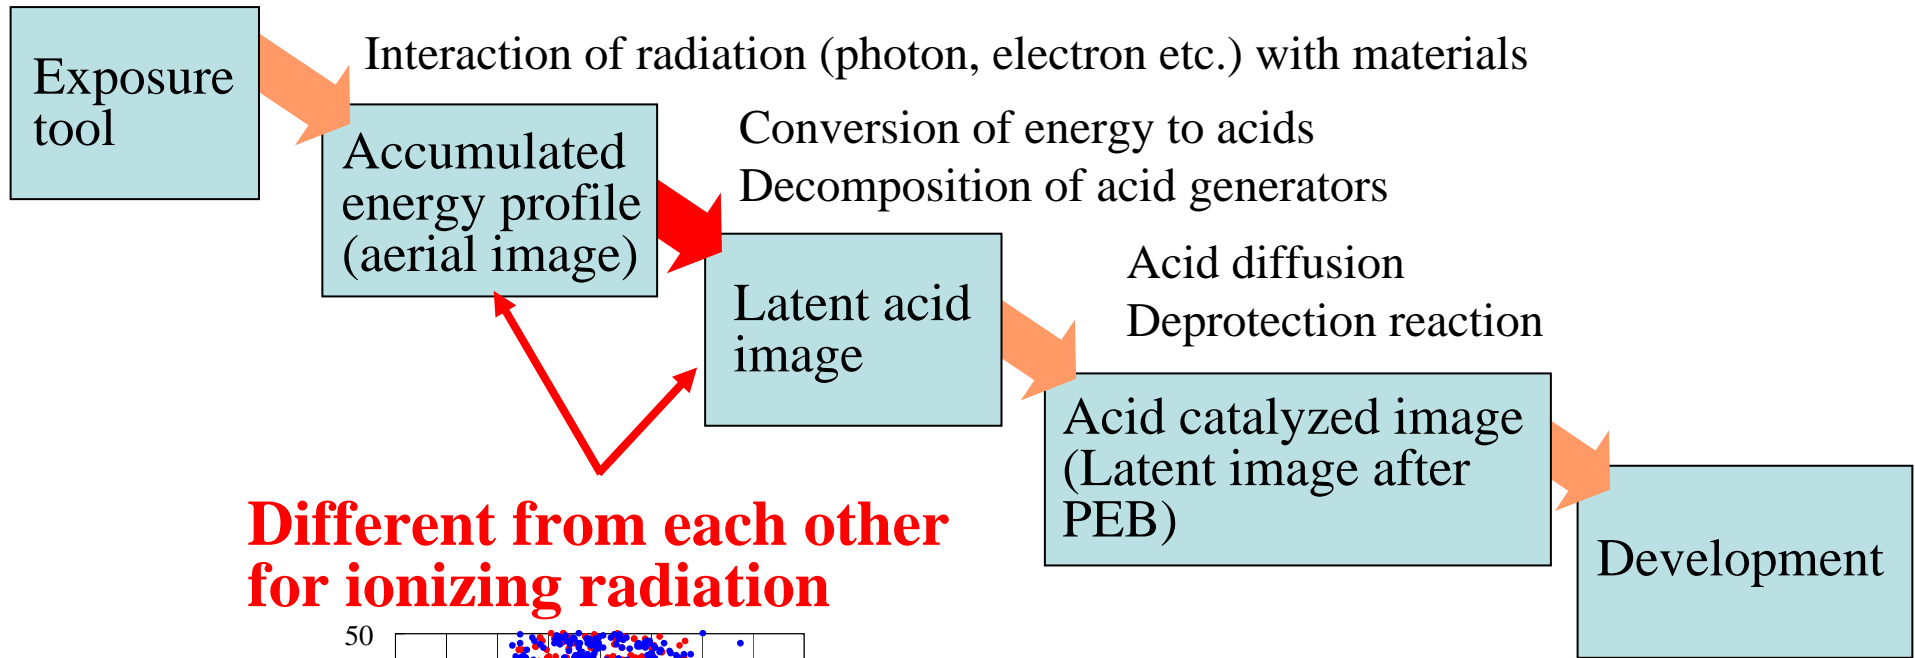 Exposure
tool
Interaction of radiation (photon, electron etc.) with materials
Accumulated
energy profile
(aerial image)
Conversion of energy to acids
Decomposition of acid generators
Latent acid
image
Acid diffusion
Deprotection reaction
Acid catalyzed image
(Latent image after
PEB)
Development
Different from each other
for ionizing radiation
50